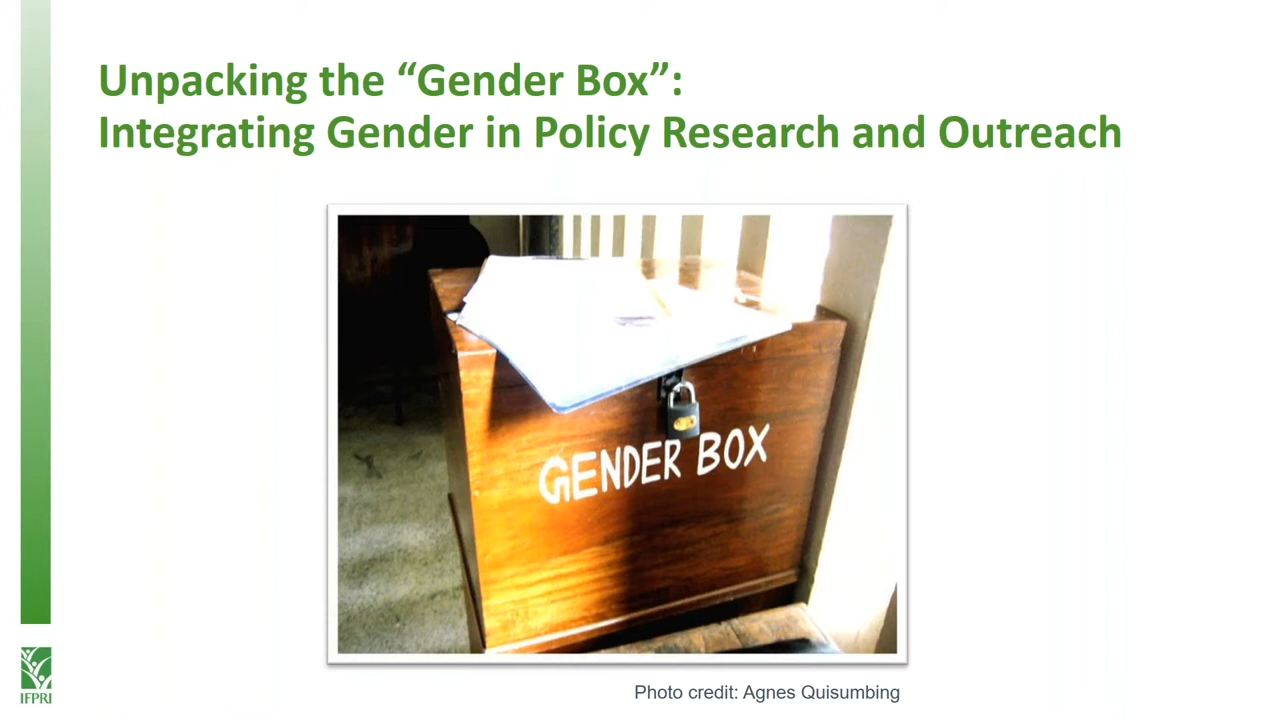 Unpacking the “Gender Box”:
Integrating Gender in Policy Research and Outreach
GENDER BOX
IFPRI
Photo credit: Agnes Quisumbing